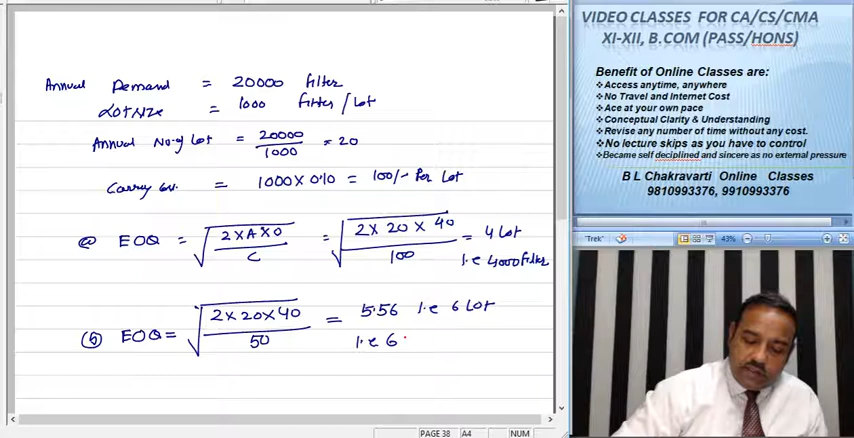 Annual Demand = 20000 filter
Lot size = 1000 filter/Lot
Annual No. of Lot = 20000/1000 = 20
Carry = 1000 X 0.10 = 100/- Per Lot
(a) EOQ = √(2 X A X O / C) = √(2 X 20 X 40 / 100) = 4 Lot
i.e 4000 filter
(b) EOQ = √(2 X 20 X 40 / 50) = 5.56 i.e 6 Lot
i.e 6
PAGE 38 A4 NUM
VIDEO CLASSES FOR CA/CS/CMA
XI-XII, B.COM (PASS/HONS)
Benefit of Online Classes are:
❖Access anytime, anywhere
❖No Travel and Internet Cost
❖Ace at your own pace
❖Conceptual Clarity & Understanding
❖Revise any number of time without any cost.
❖No lecture skips as you have to control
❖Became self deciplined and sincere as no external pressure
B L Chakravarti Online Classes
9810993376, 9910993376
"Trek" 43%